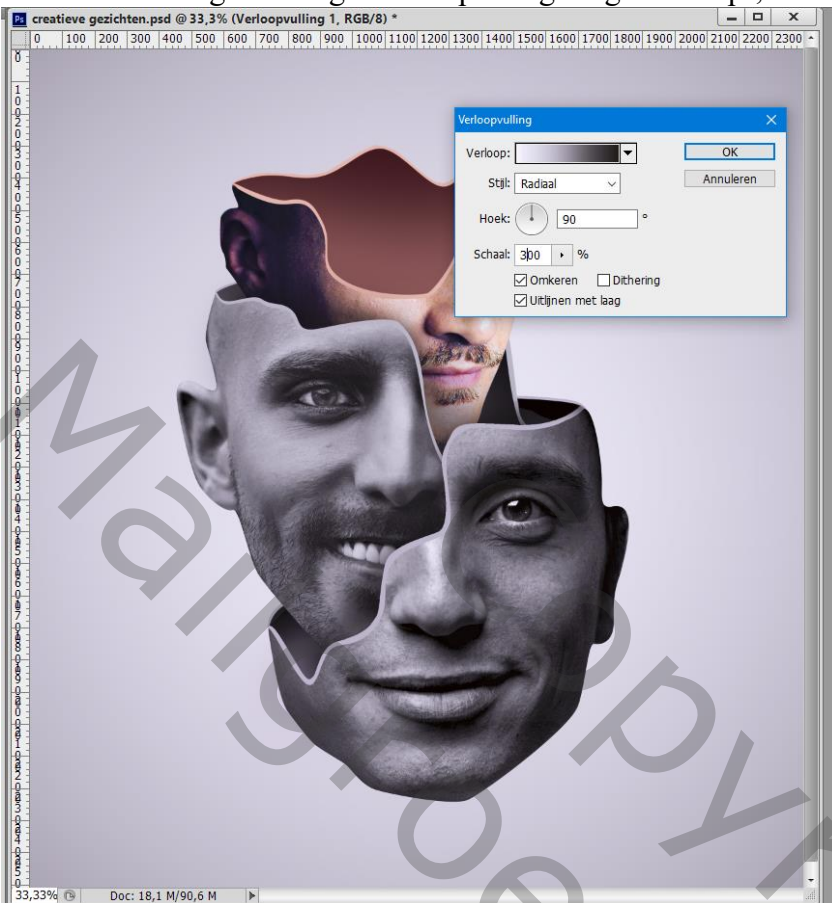 creatieve gezichten.psd @ 33,3% (Verloopvulling 1, RGB/8) *
0 100 200 300 400 500 600 700 800 900 1000 1100 1200 1300 1400 1500 1600 1700 1800 1900 2000 2100 2200 2300
Verloopvulling
Verloop:
OK
Stijl: Radiaal
Annuleren
Hoek: 90 °
Schaal: 300 %
Omkeren Dithering
Uitlijnen met laag
33,33% Doc: 18,1 M/90,6 M